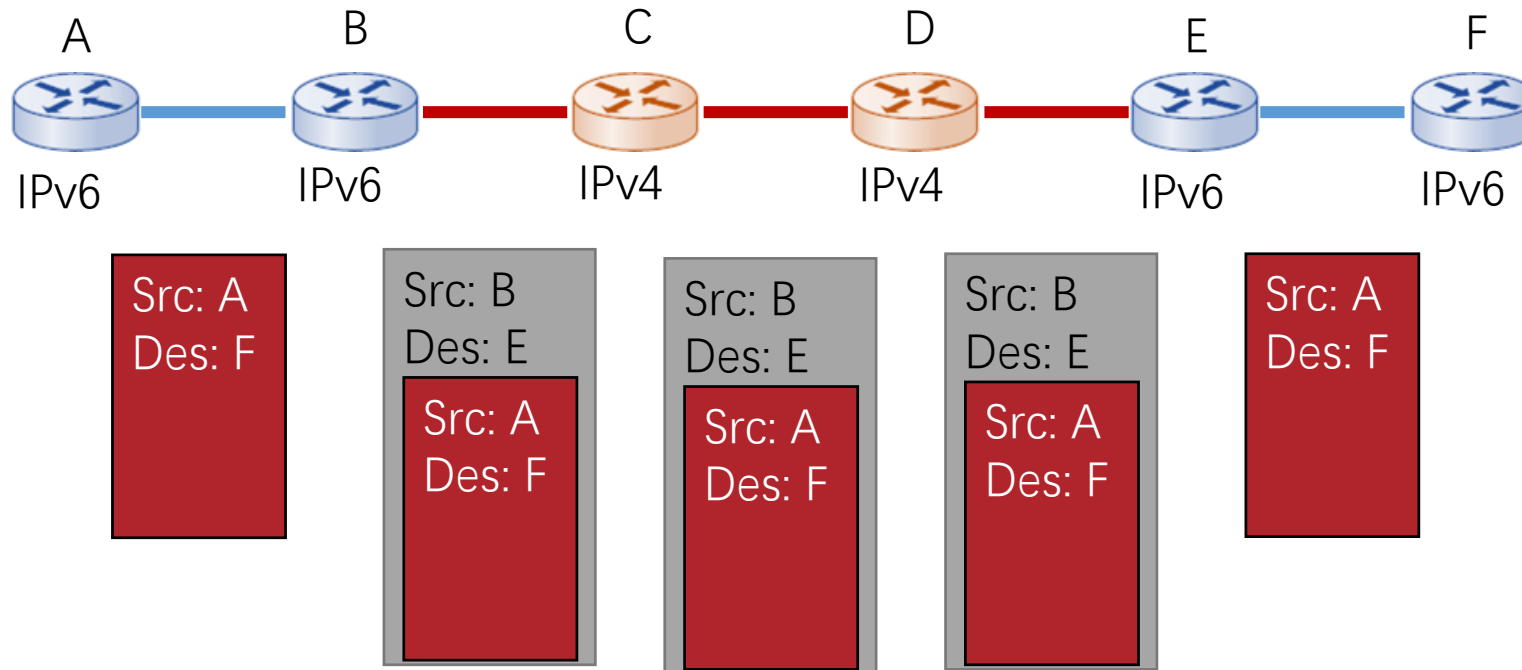 A
B
C
D
E
F
IPv6
IPv6
IPv4
IPv4
IPv6
IPv6
Src: A
Des: F
Src: B
Des: E
Src: A
Des: F
Src: B
Des: E
Src: A
Des: F
Src: B
Des: E
Src: A
Des: F
Src: A
Des: F